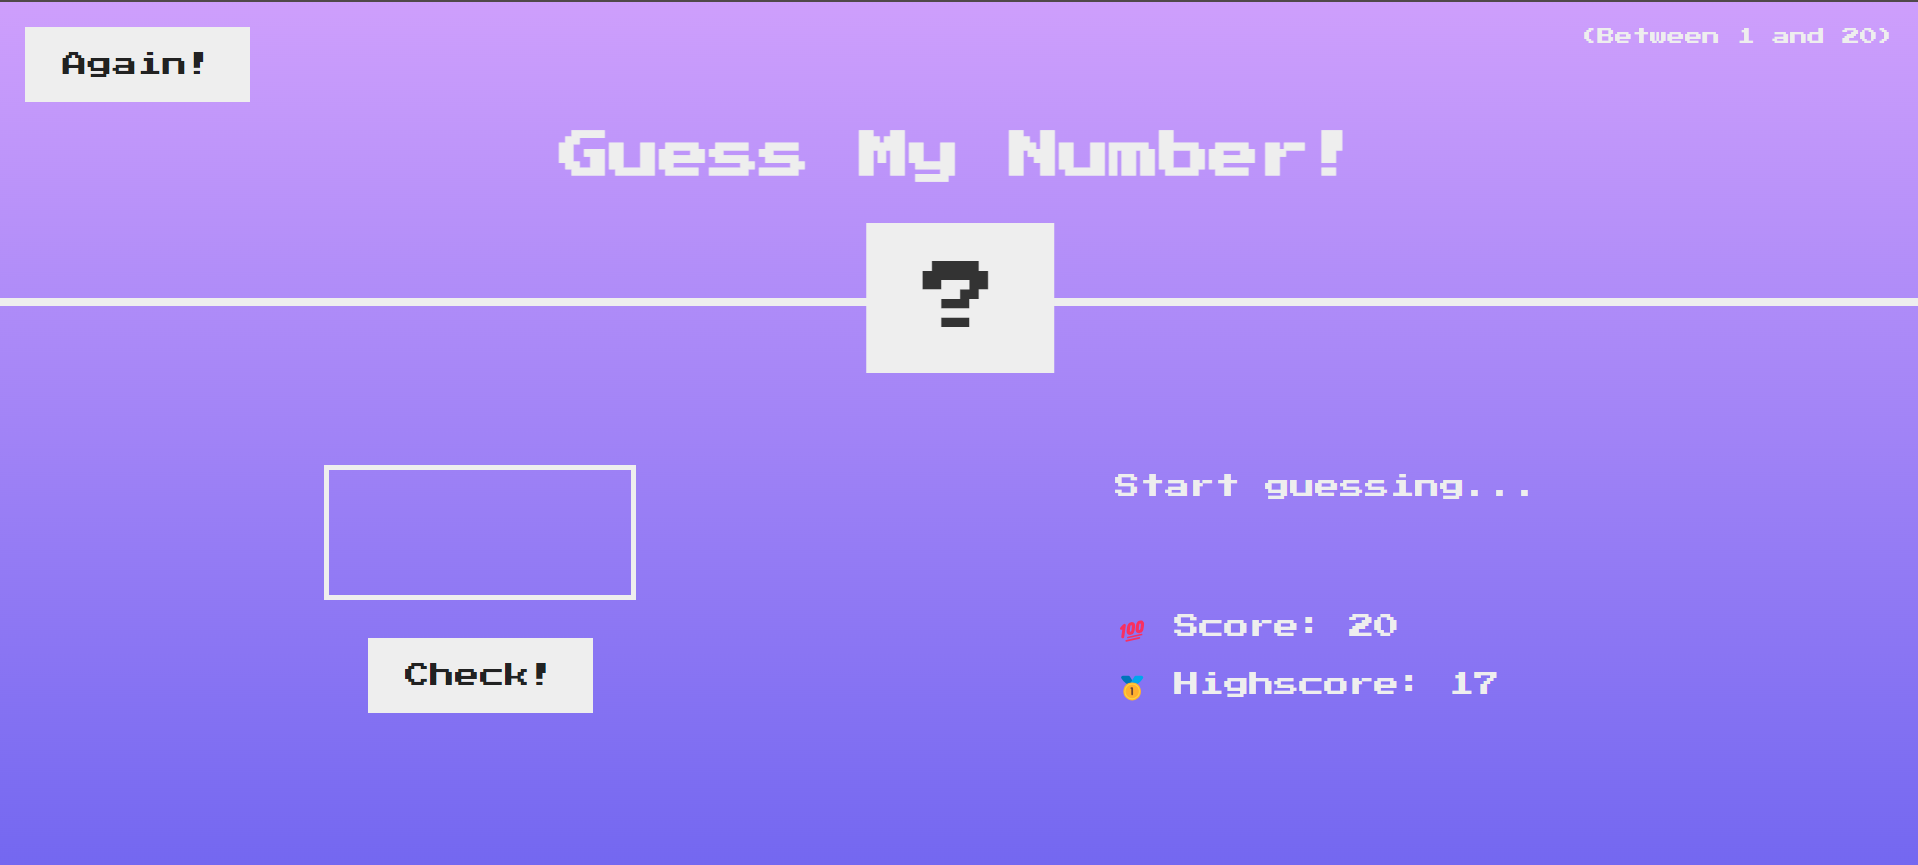 Again!
(Between 1 and 20)
Guess My Number!
?
Start guessing...
💯 Score: 20
🥇 Highscore: 17
Check!